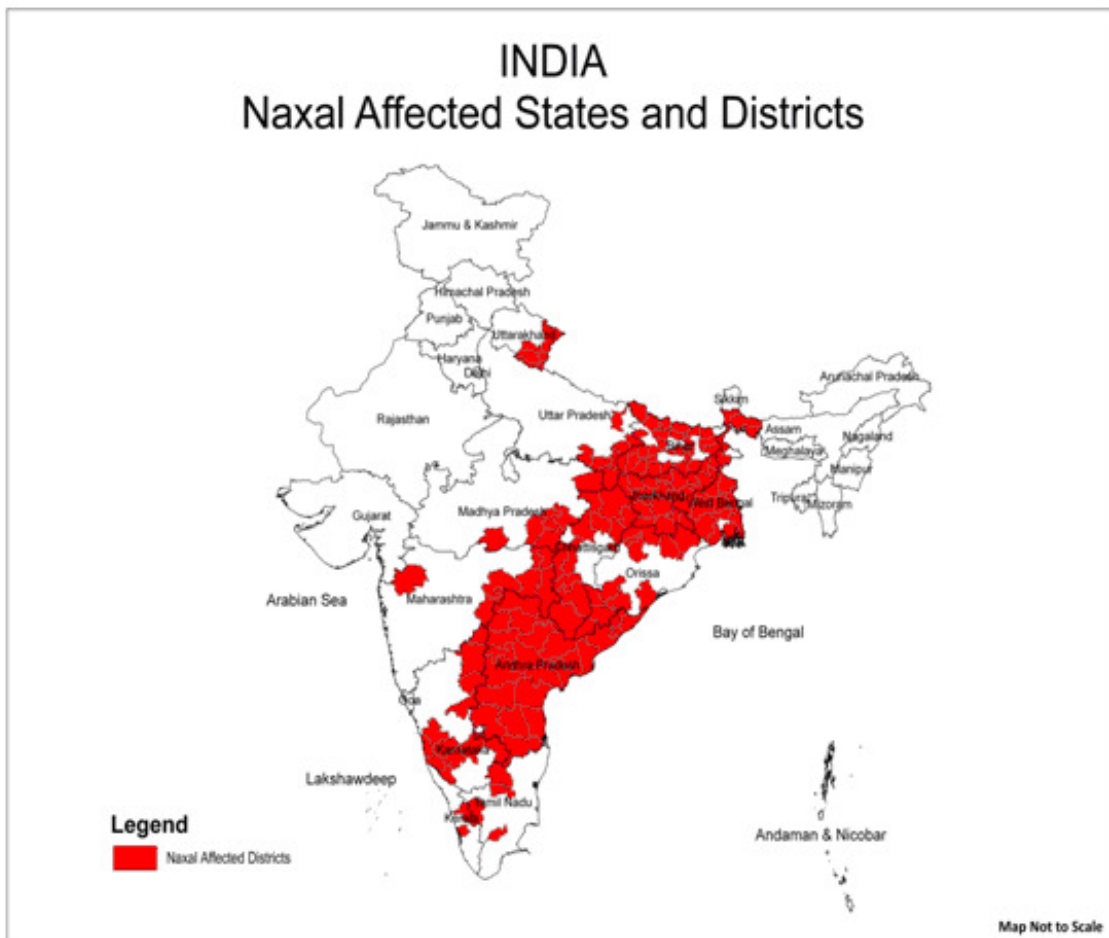 INDIA
Naxal Affected States and Districts
Jammu & Kashmir
Himachal Pradesh
Punjab
Uttarakhand
Haryana
Delhi
Arunachal Pradesh
Sikkim
Rajasthan
Uttar Pradesh
Assam
Nagaland
Bihar
Meghalaya
Manipur
Jharkhand
West Bengal
Tripura
Mizoram
Gujarat
Madhya Pradesh
Chhattisgarh
Orissa
Arabian Sea
Maharashtra
Bay of Bengal
Andhra Pradesh
Goa
Karnataka
Lakshawdeep
Tamil Nadu
Kerala
Andaman & Nicobar
Legend
Naxal Affected Districts
Map Not to Scale